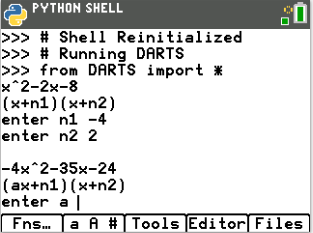 PYTHON SHELL
>>> # Shell Reinitialized
>>> # Running DARTS
>>> from DARTS import *
x^2-2x-8
(x+n1)(x+n2)
enter n1 -4
enter n2 2
-4x^2-35x-24
(ax+n1)(x+n2)
enter a
Fns… a A # Tools Editor Files